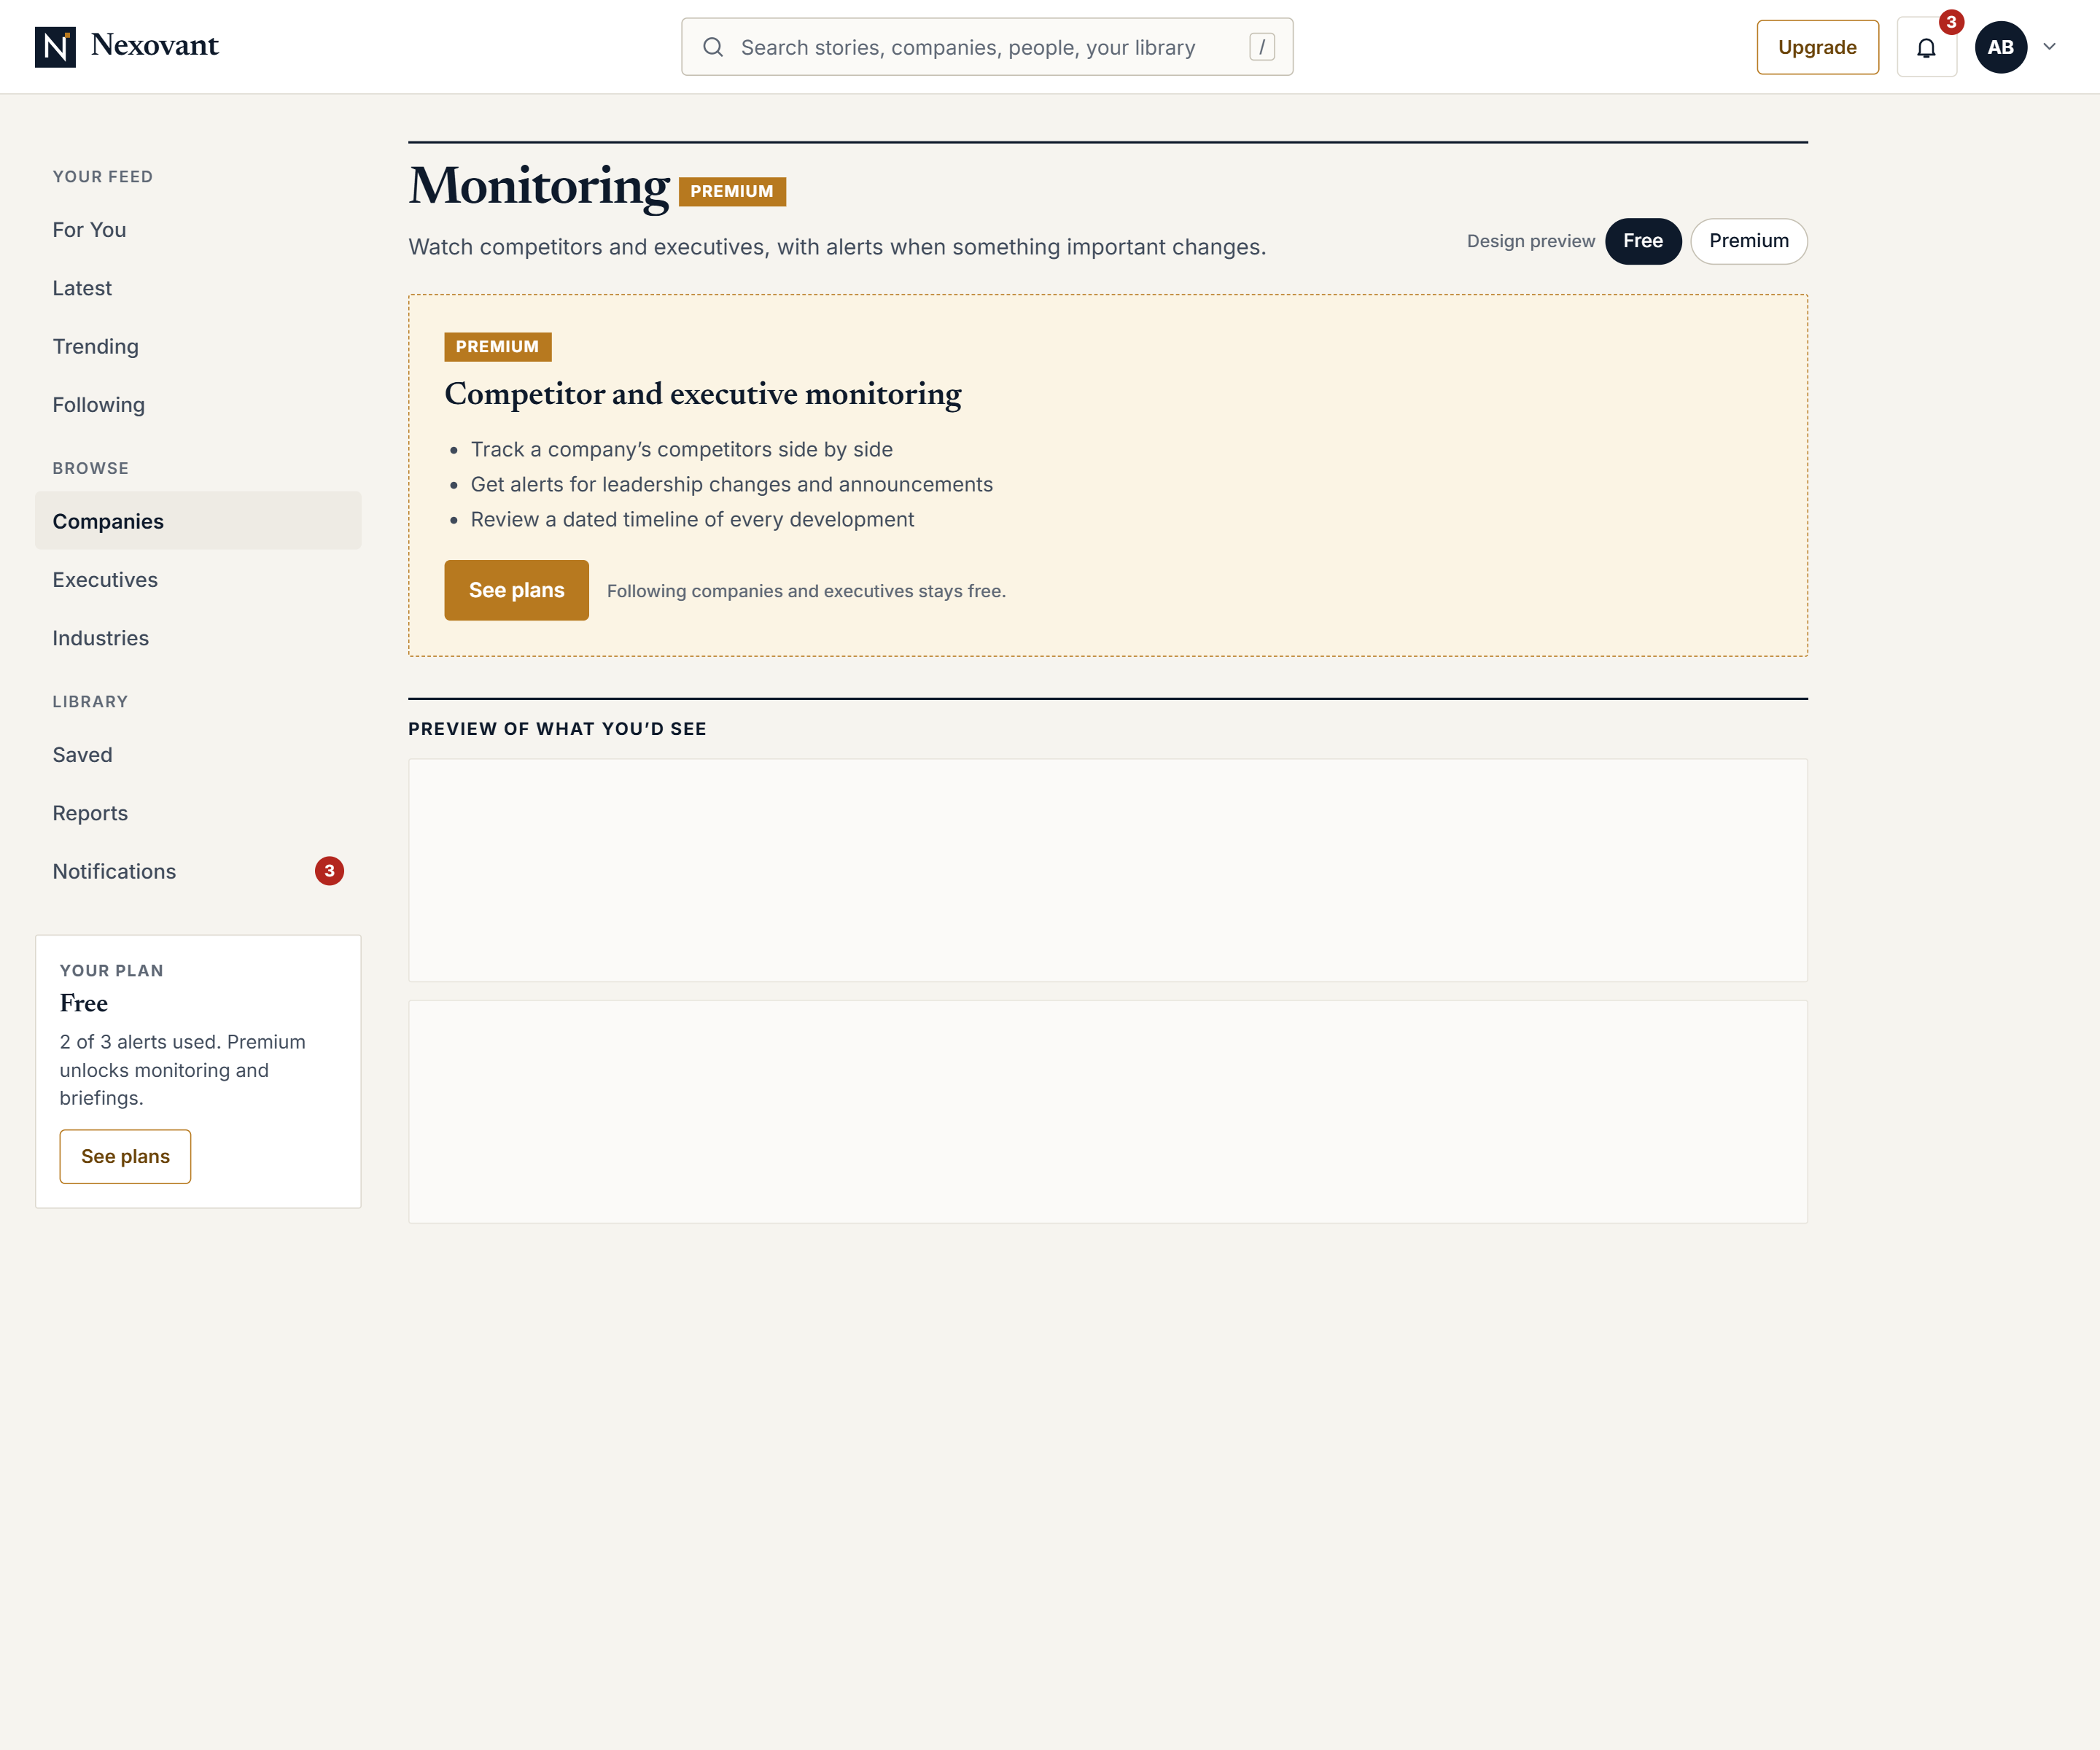 Nexovant
Search stories, companies, people, your library
/
Upgrade
3
AB
YOUR FEED
For You
Latest
Trending
Following
BROWSE
Companies
Executives
Industries
LIBRARY
Saved
Reports
Notifications
3
YOUR PLAN
Free
2 of 3 alerts used. Premium
unlocks monitoring and
briefings.
See plans
Monitoring PREMIUM
Watch competitors and executives, with alerts when something important changes.
Design preview
Free
Premium
PREMIUM
Competitor and executive monitoring
• Track a company’s competitors side by side
• Get alerts for leadership changes and announcements
• Review a dated timeline of every development
See plans
Following companies and executives stays free.
PREVIEW OF WHAT YOU’D SEE